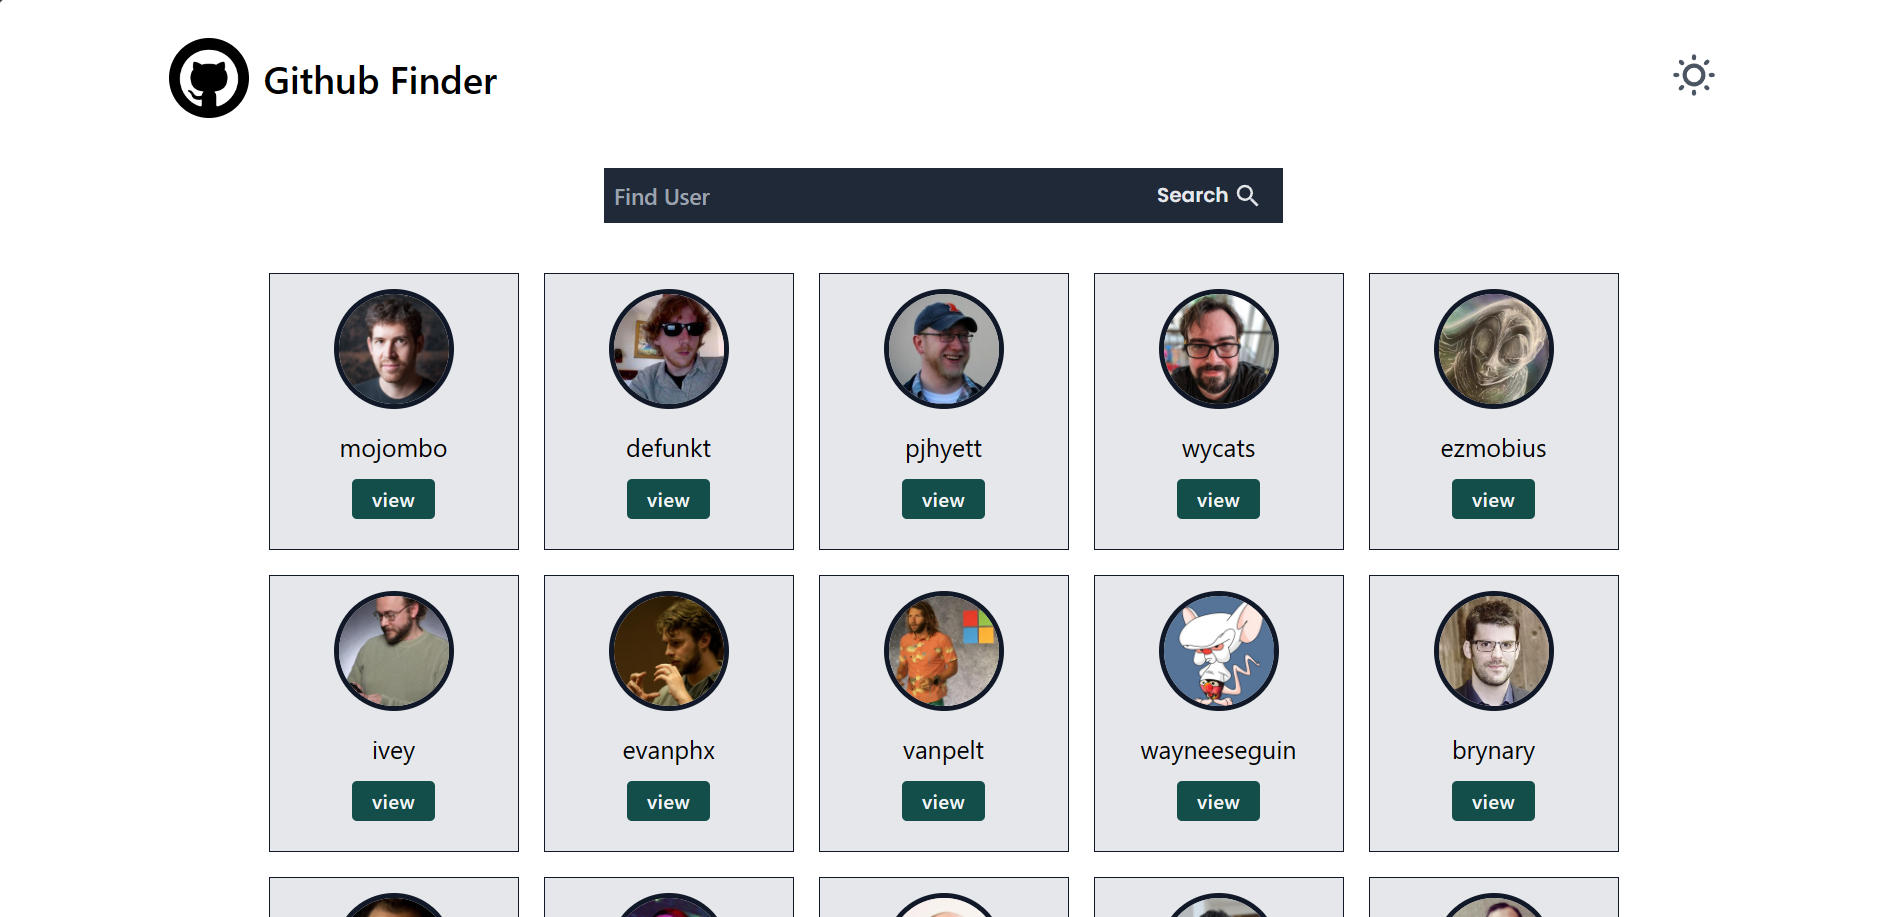 Github Finder
Find User Search
mojombo defunkt pjhyett wycats ezmobius
view view view view view
ivey evanphx vanpelt wayneeseguin brynary
view view view view view